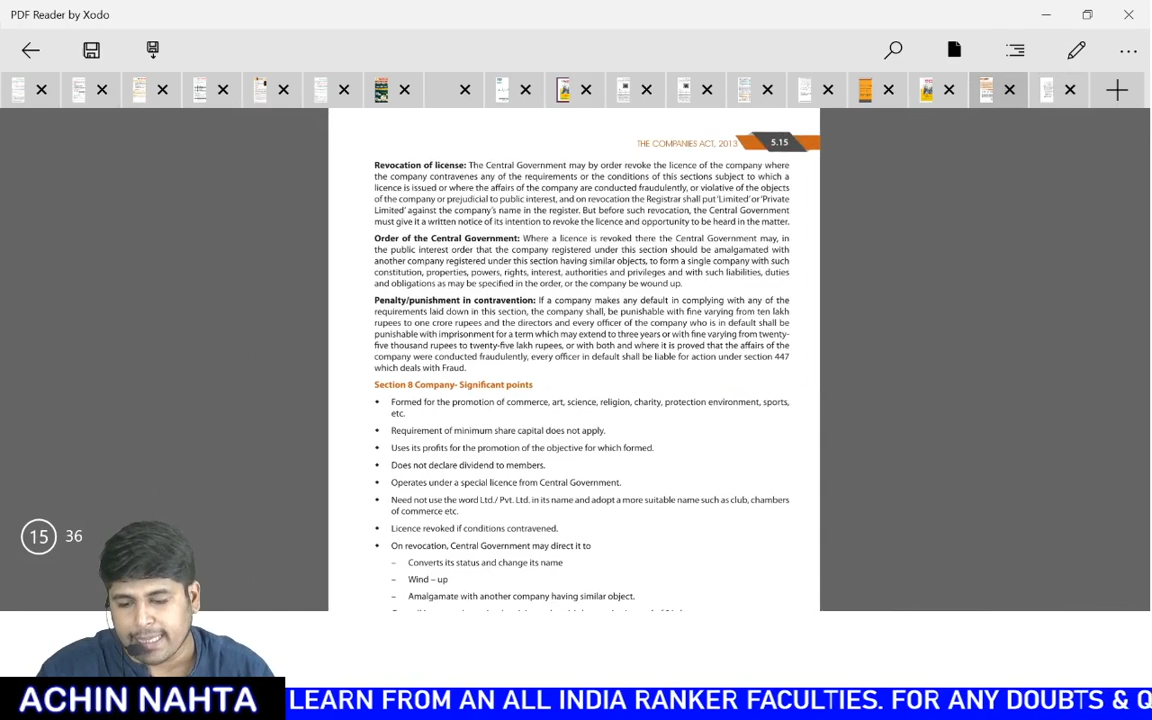 PDF Reader by Xodo
THE COMPANIES ACT, 2013 5.15
Revocation of license: The Central Government may by order revoke the licence of the company where
the company contravenes any of the requirements or the conditions of this sections subject to which a
licence is issued or where the affairs of the company are conducted fraudulently, or violative of the objects
of the company or prejudicial to public interest, and on revocation the Registrar shall put 'Limited' or 'Private
Limited' against the company's name in the register. But before such revocation, the Central Government
must give it a written notice of its intention to revoke the licence and opportunity to be heard in the matter.
Order of the Central Government: Where a licence is revoked there the Central Government may, in
the public interest order that the company registered under this section should be amalgamated with
another company registered under this section having similar objects, to form a single company with such
constitution, properties, powers, rights, interest, authorities and privileges and with such liabilities, duties
and obligations as may be specified in the order, or the company be wound up.
Penalty/punishment in contravention: If a company makes any default in complying with any of the
requirements laid down in this section, the company shall, be punishable with fine varying from ten lakh
rupees to one crore rupees and the directors and every officer of the company who is in default shall be
punishable with imprisonment for a term which may extend to three years or with fine varying from twenty-
five thousand rupees to twenty-five lakh rupees, or with both and where it is proved that the affairs of the
company were conducted fraudulently, every officer in default shall be liable for action under section 447
which deals with Fraud.
Section 8 Company- Significant points
• Formed for the promotion of commerce, art, science, religion, charity, protection environment, sports,
etc.
• Requirement of minimum share capital does not apply.
• Uses its profits for the promotion of the objective for which formed.
• Does not declare dividend to members.
• Operates under a special licence from Central Government.
• Need not use the word Ltd./ Pvt. Ltd. in its name and adopt a more suitable name such as club, chambers
of commerce etc.
• Licence revoked if conditions contravened.
• On revocation, Central Government may direct it to
– Converts its status and change its name
– Wind – up
– Amalgamate with another company having similar object.
15 36
ACHIN NAHTA
LEARN FROM AN ALL INDIA RANKER FACULTIES. FOR ANY DOUBTS & Q